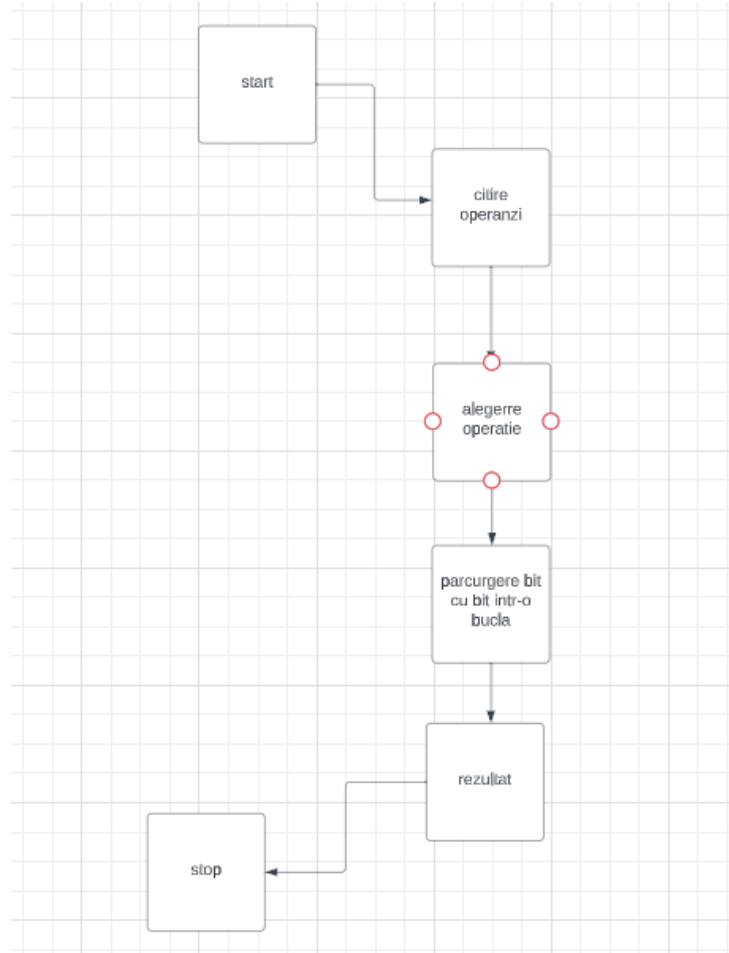 start
citire
operanzi
alegerre
operatie
parcurgere bit
cu bit intr-o
bucla
rezultat
stop